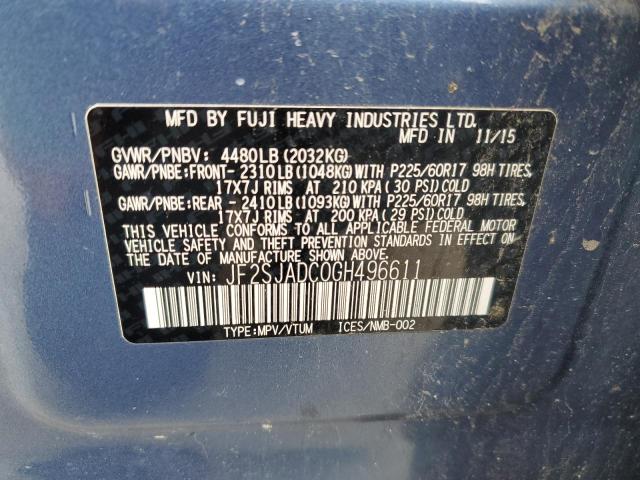 MFD BY FUJI HEAVY INDUSTRIES LTD.
MFD IN 11/15
GVWR/PNBV: 4480LB(2032KG)
GAWR/PNBE:FRONT- 2310LB(1048KG)WITH P225/60R17 98H TIRES,
17X7J RIMS AT 210 KPA(30 PSI)COLD
GAWR/PNBE:REAR - 2410LB(1093KG)WITH P225/60R17 98H TIRES,
17X7J RIMS AT 200 KPA(29 PSI)COLD
THIS VEHICLE CONFORMS TO ALL APPLICABLE FEDERAL MOTOR
VEHICLE SAFETY AND THEFT PREVENTION STANDARDS IN EFFECT ON
THE DATE OF MANUFACTURE SHOWN ABOVE.
VIN: JF2SJADC0GH496611
TYPE:MPV/VTUM ICES/NMB-002